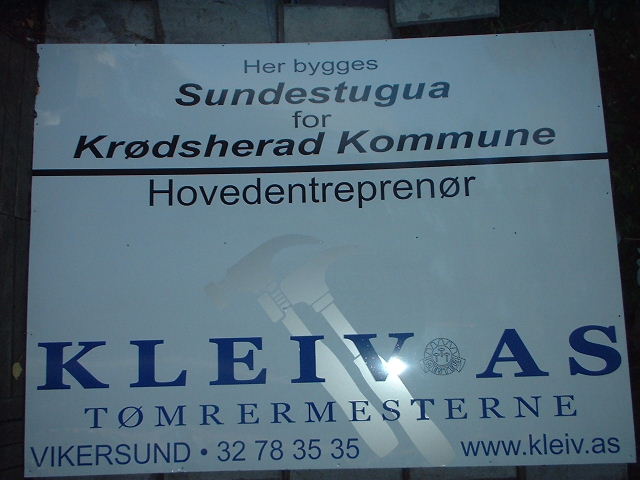 Her bygges
Sundestugua
for
Krødsherad Kommune
Hovedentreprenør
KLEIV AS
TØMRERMESTERNE
VIKERSUND • 32 78 35 35 www.kleiv.as